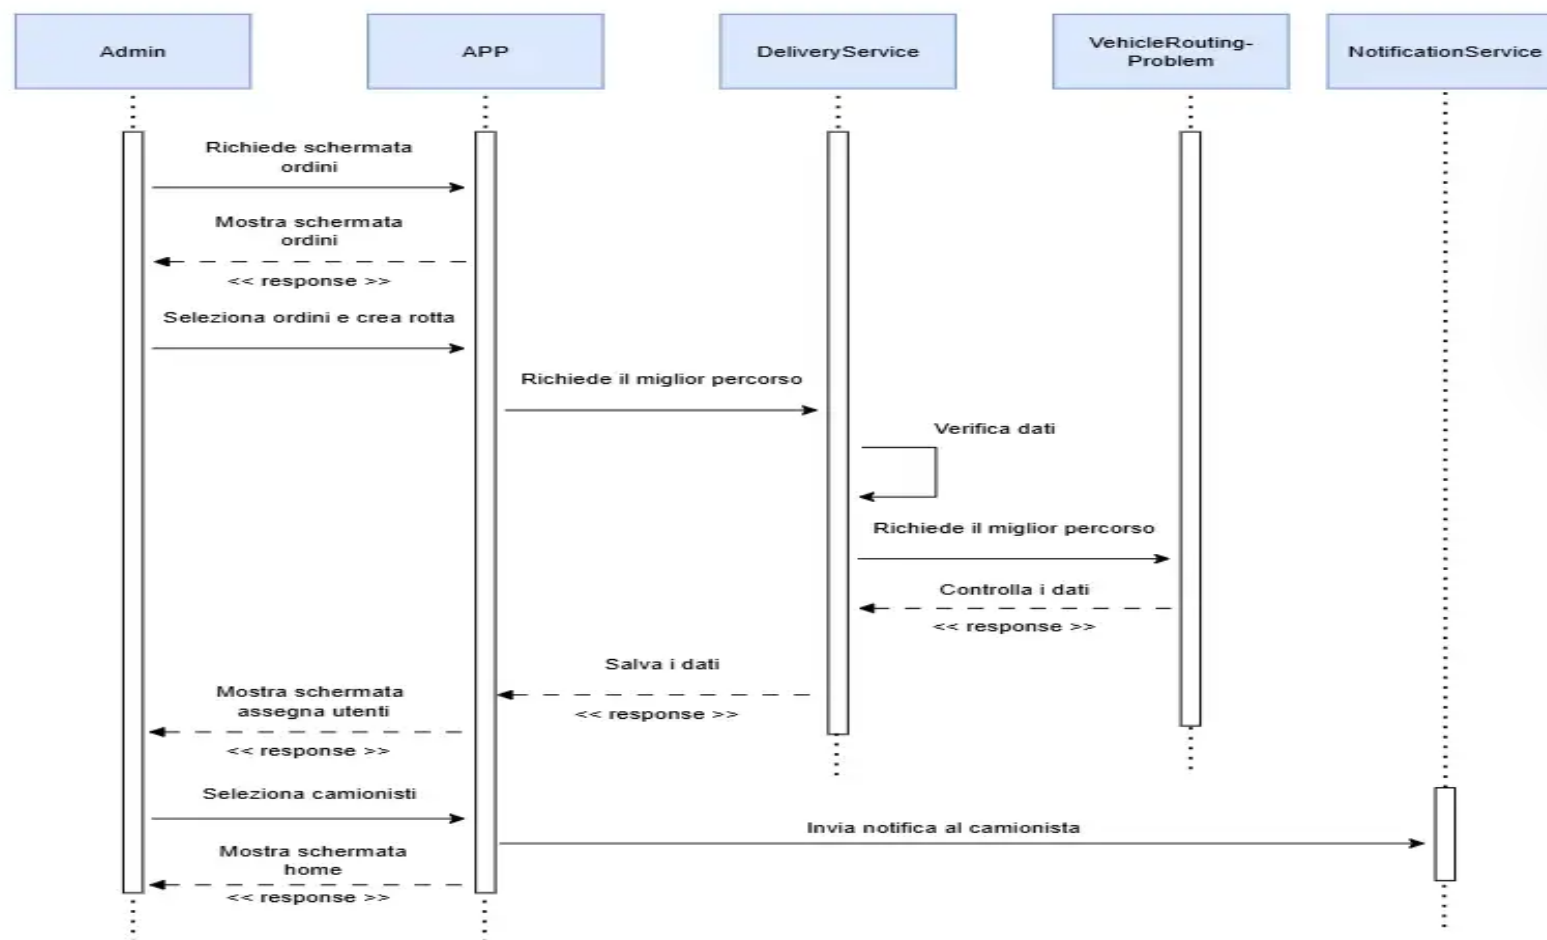 Admin
APP
DeliveryService
VehicleRouting-
Problem
NotificationService
Richiede schermata
ordini
Mostra schermata
ordini
<< response >>
Seleziona ordini e crea rotta
Richiede il miglior percorso
Verifica dati
Richiede il miglior percorso
Controlla i dati
<< response >>
Salva i dati
<< response >>
Mostra schermata
assegna utenti
<< response >>
Seleziona camionisti
Invia notifica al camionista
Mostra schermata
home
<< response >>